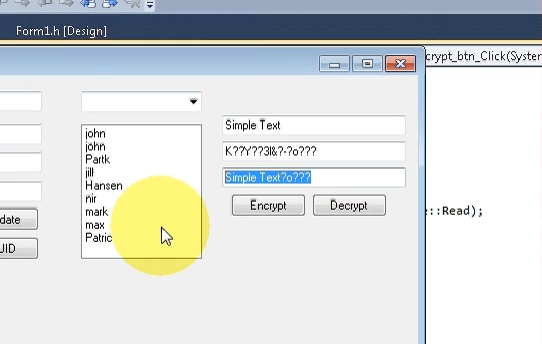 Form1.h [Design]
crypt_btn_Click(System
Simple Text
john
john
Partk
jill
Hansen
nir
mark
max
Patric
K??Y??3l&?-?o???
Simple Text?o???
Encrypt
Decrypt
date
UID
::Read);